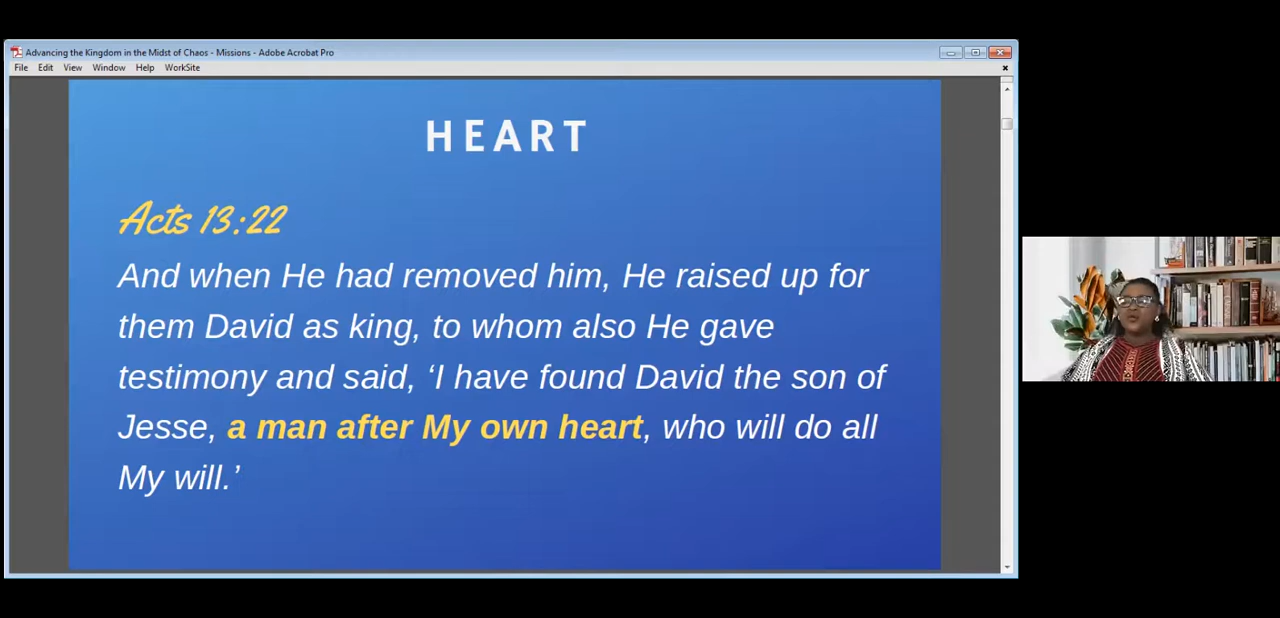 Advancing the Kingdom in the Midst of Chaos - Missions - Adobe Acrobat Pro
File Edit View Window Help WorkSite
HEART
Acts 13:22
And when He had removed him, He raised up for
them David as king, to whom also He gave
testimony and said, ‘I have found David the son of
Jesse, a man after My own heart, who will do all
My will.’